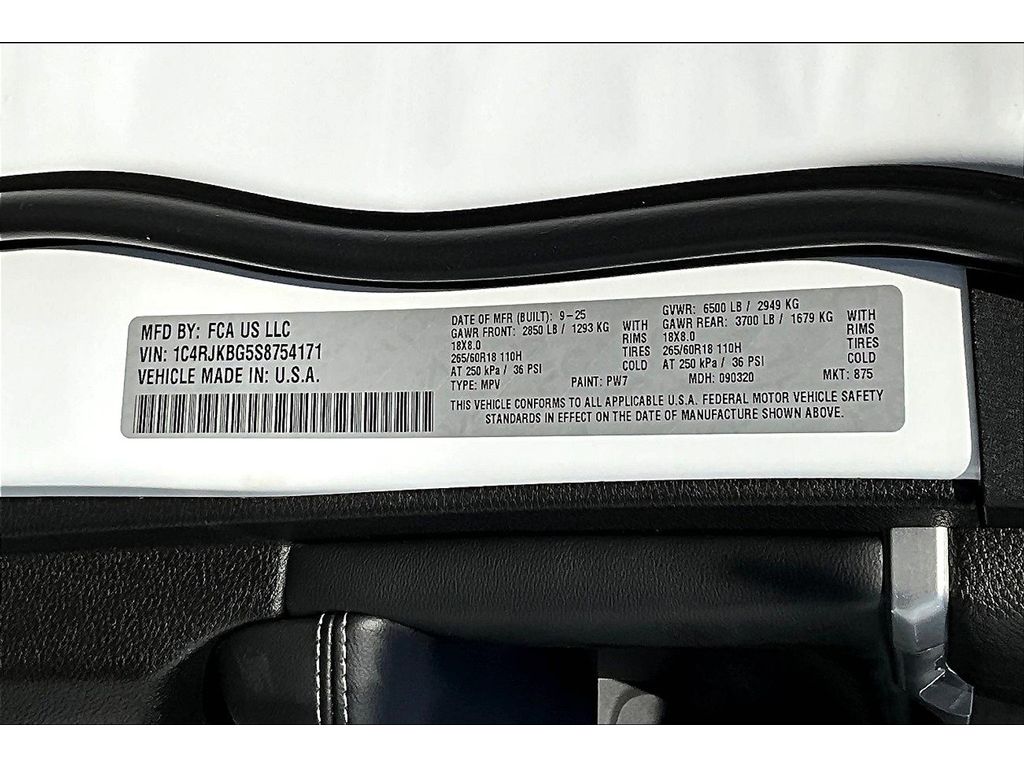 MFD BY: FCA US LLC
VIN: 1C4RJKBG5S8754171
VEHICLE MADE IN: U.S.A.
DATE OF MFR (BUILT): 9-25
GAWR FRONT: 2850 LB / 1293 KG WITH
18X8.0 RIMS
265/60R18 110H TIRES
AT 250 kPa / 36 PSI COLD
TYPE: MPV PAINT: PW7
GVWR: 6500 LB / 2949 KG
GAWR REAR: 3700 LB / 1679 KG WITH
18X8.0 RIMS
265/60R18 110H TIRES
AT 250 kPa / 36 PSI COLD
MDH: 090320 MKT: 875
THIS VEHICLE CONFORMS TO ALL APPLICABLE U.S.A. FEDERAL MOTOR VEHICLE SAFETY
STANDARDS IN EFFECT ON THE DATE OF MANUFACTURE SHOWN ABOVE.